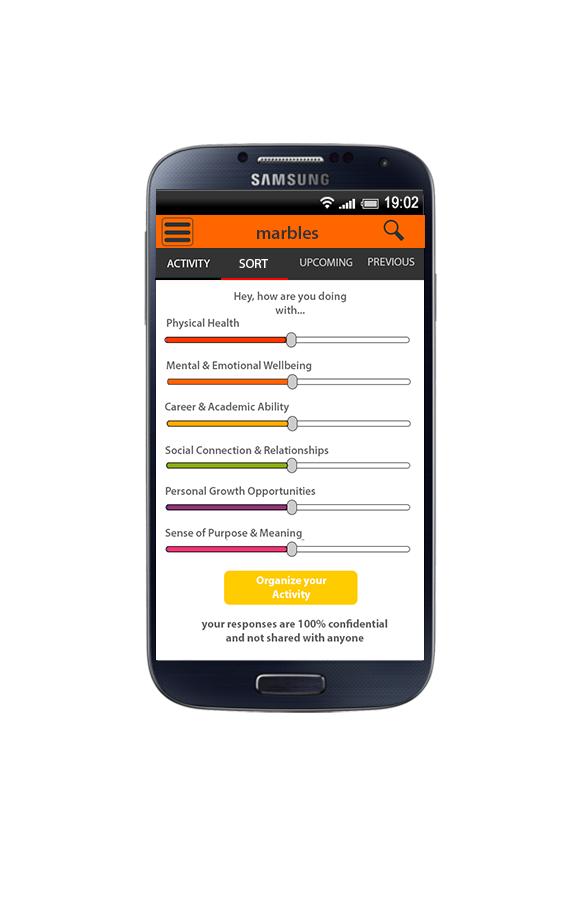 SAMSUNG
19:02
marbles
ACTIVITY SORT UPCOMING PREVIOUS
Hey, how are you doing
with...
Physical Health
Mental & Emotional Wellbeing
Career & Academic Ability
Social Connection & Relationships
Personal Growth Opportunities
Sense of Purpose & Meaning
Organize your
Activity
your responses are 100% confidential
and not shared with anyone